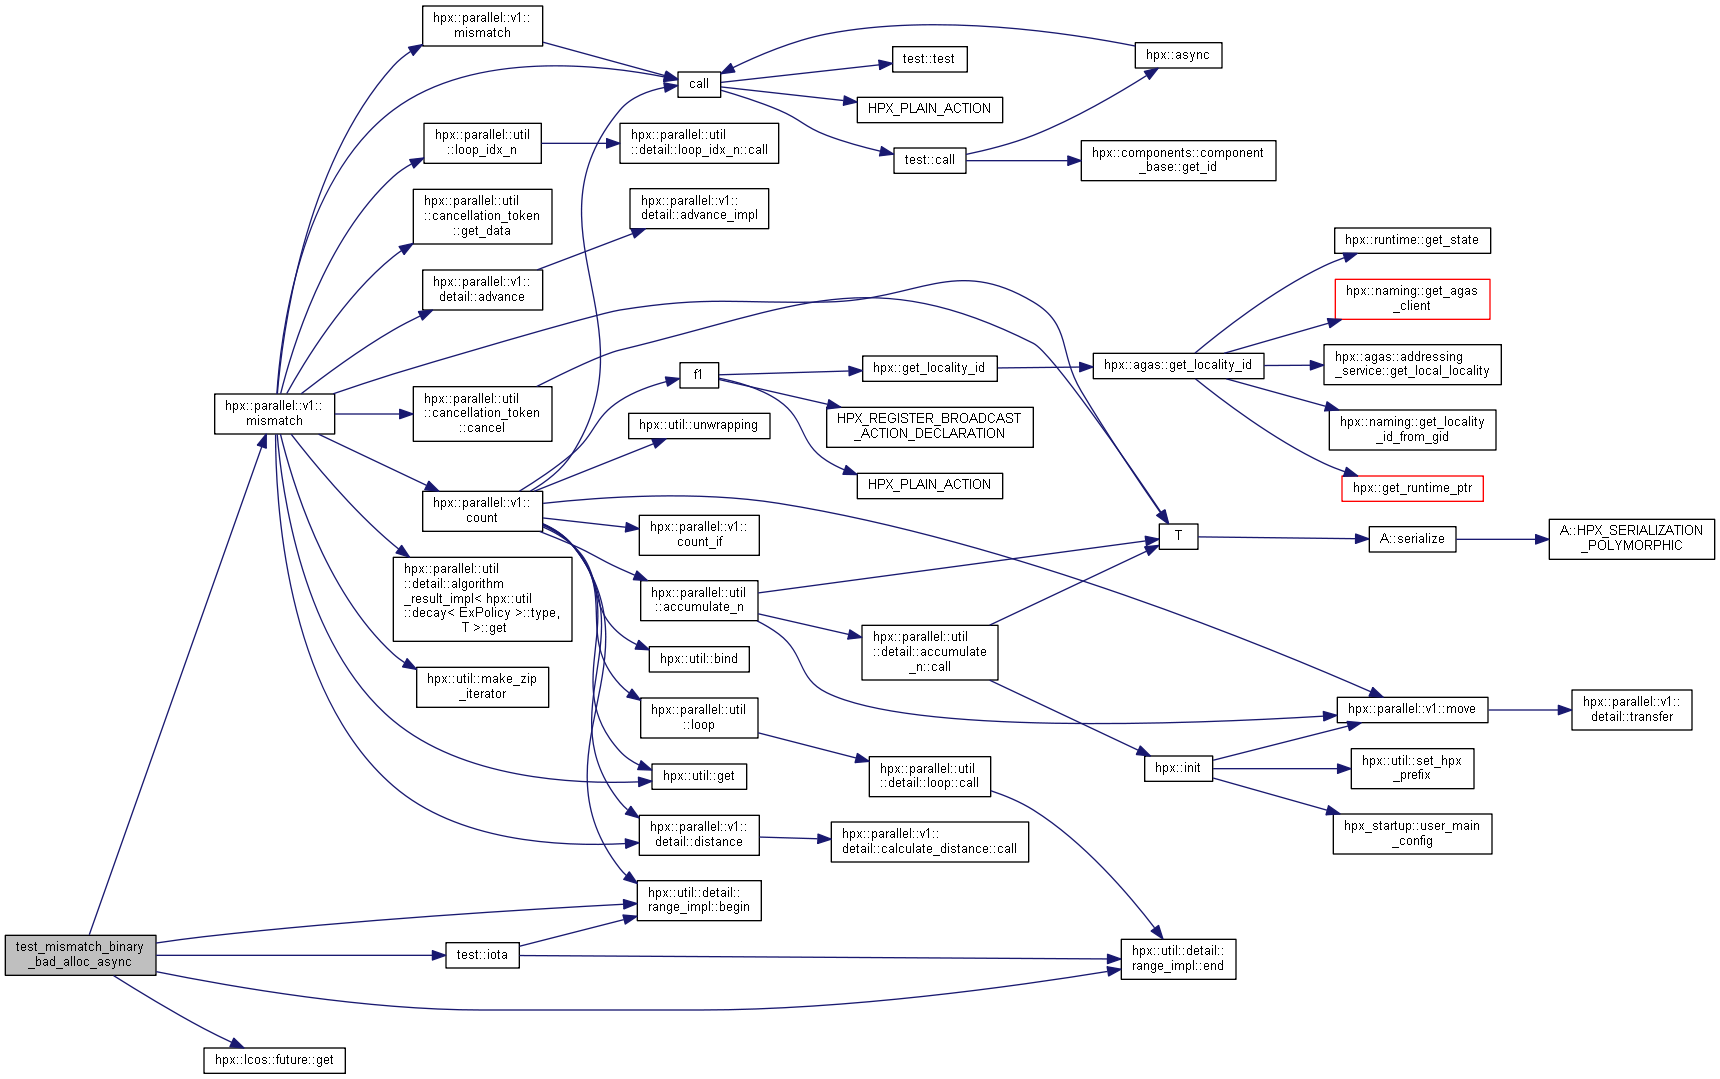 hpx::parallel::v1::
mismatch
hpx::async
test::test
call
HPX_PLAIN_ACTION
hpx::parallel::util
::loop_idx_n
hpx::parallel::util
::detail::loop_idx_n::call
test::call
hpx::components::component
_base::get_id
hpx::parallel::util
::cancellation_token
::get_data
hpx::parallel::v1::
detail::advance_impl
hpx::runtime::get_state
hpx::parallel::v1::
detail::advance
hpx::naming::get_agas
_client
f1
hpx::get_locality_id
hpx::agas::get_locality_id
hpx::agas::addressing
_service::get_local_locality
hpx::parallel::v1::
mismatch
hpx::parallel::util
::cancellation_token
::cancel
hpx::util::unwrapping
HPX_REGISTER_BROADCAST
_ACTION_DECLARATION
hpx::naming::get_locality
_id_from_gid
HPX_PLAIN_ACTION
hpx::get_runtime_ptr
hpx::parallel::v1::
count
hpx::parallel::v1::
count_if
T
A::serialize
A::HPX_SERIALIZATION
_POLYMORPHIC
hpx::parallel::util
::detail::algorithm
_result_impl< hpx::util
::decay< ExPolicy >::type,
T >::get
hpx::parallel::util
::accumulate_n
hpx::parallel::util
::detail::accumulate
_n::call
hpx::util::bind
hpx::util::make_zip
_iterator
hpx::parallel::util
::loop
hpx::parallel::v1::move
hpx::parallel::v1::
detail::transfer
hpx::util::get
hpx::parallel::util
::detail::loop::call
hpx::init
hpx::util::set_hpx
_prefix
hpx::parallel::v1::
detail::distance
hpx::parallel::v1::
detail::calculate_distance::call
hpx_startup::user_main
_config
hpx::util::detail::
range_impl::begin
test_mismatch_binary
_bad_alloc_async
test::iota
hpx::util::detail::
range_impl::end
hpx::lcos::future::get